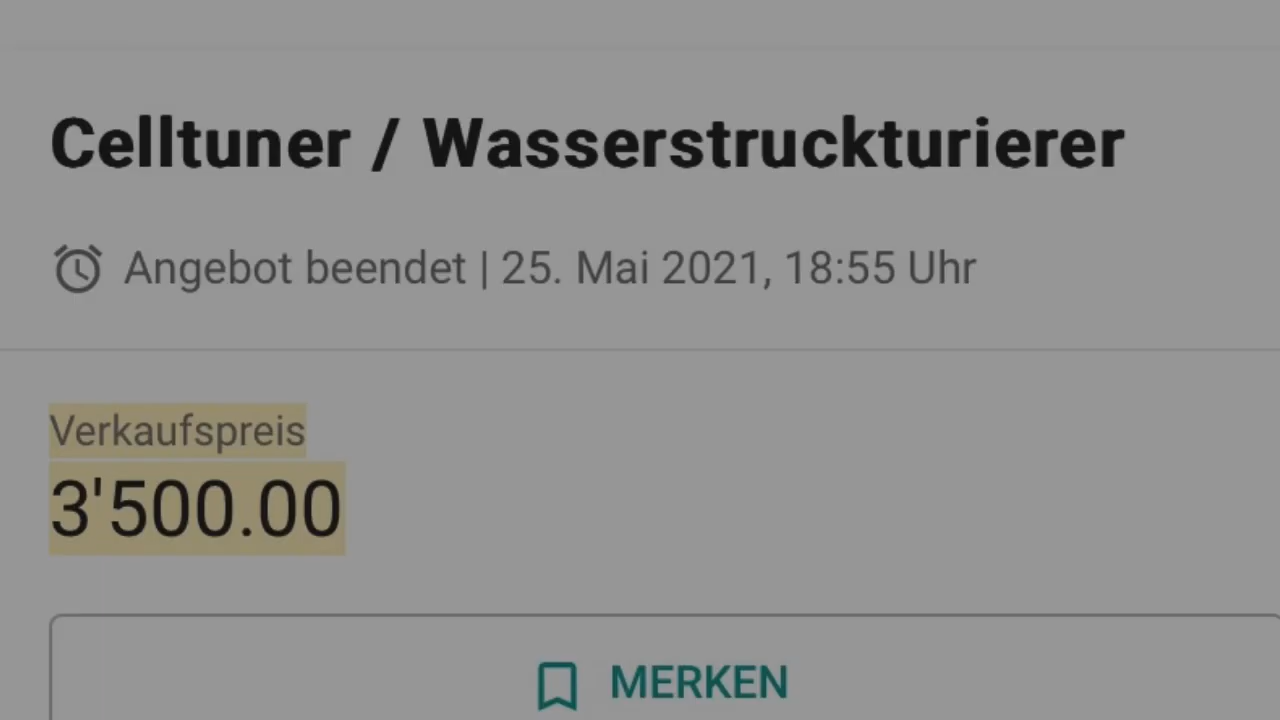 Celltuner / Wasserstruckturierer
Angebot beendet | 25. Mai 2021, 18:55 Uhr
Verkaufspreis
3'500.00
MERKEN